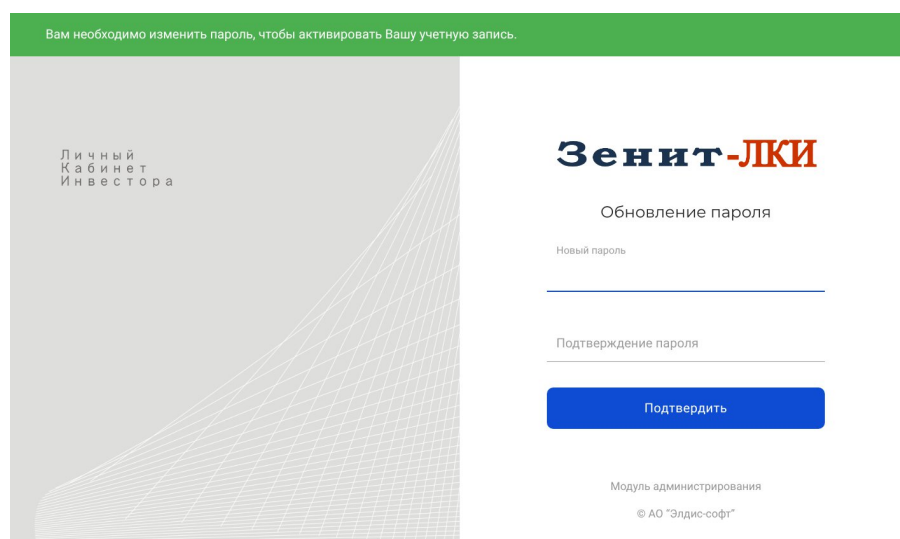 Вам необходимо изменить пароль, чтобы активировать Вашу учетную запись.
Личный
Кабинет
Инвестора
Зенит-ЛКИ
Обновление пароля
Новый пароль
Подтверждение пароля
Подтвердить
Модуль администрирования
© АО "Элдис-софт"